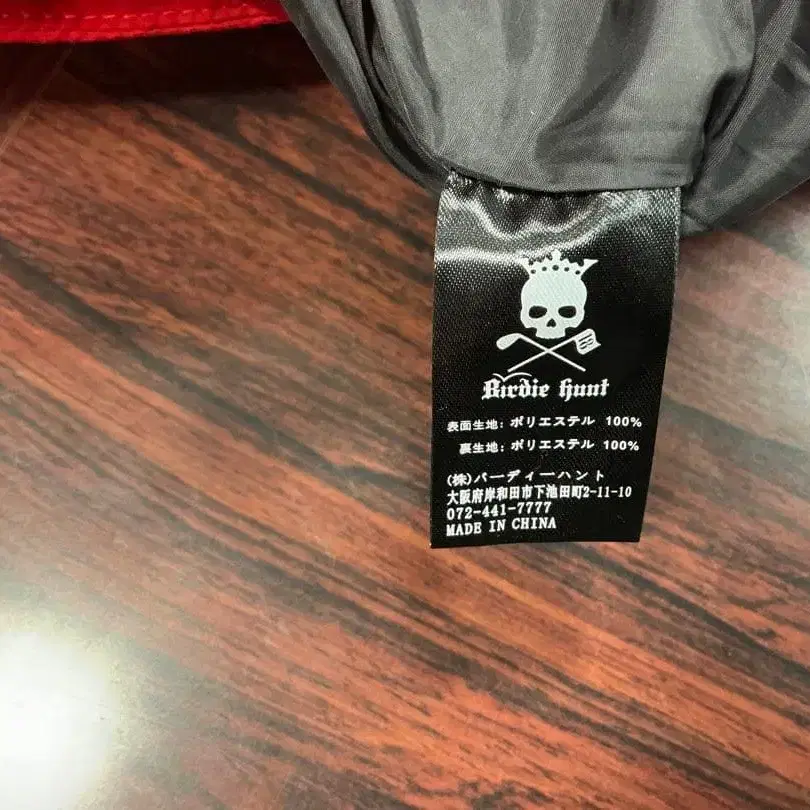 Birdie Hunt
表面生地: ポリエステル 100%
裏生地: ポリエステル 100%
(株)バーディーハント
大阪府岸和田市下池田町2-11-10
072-441-7777
MADE IN CHINA